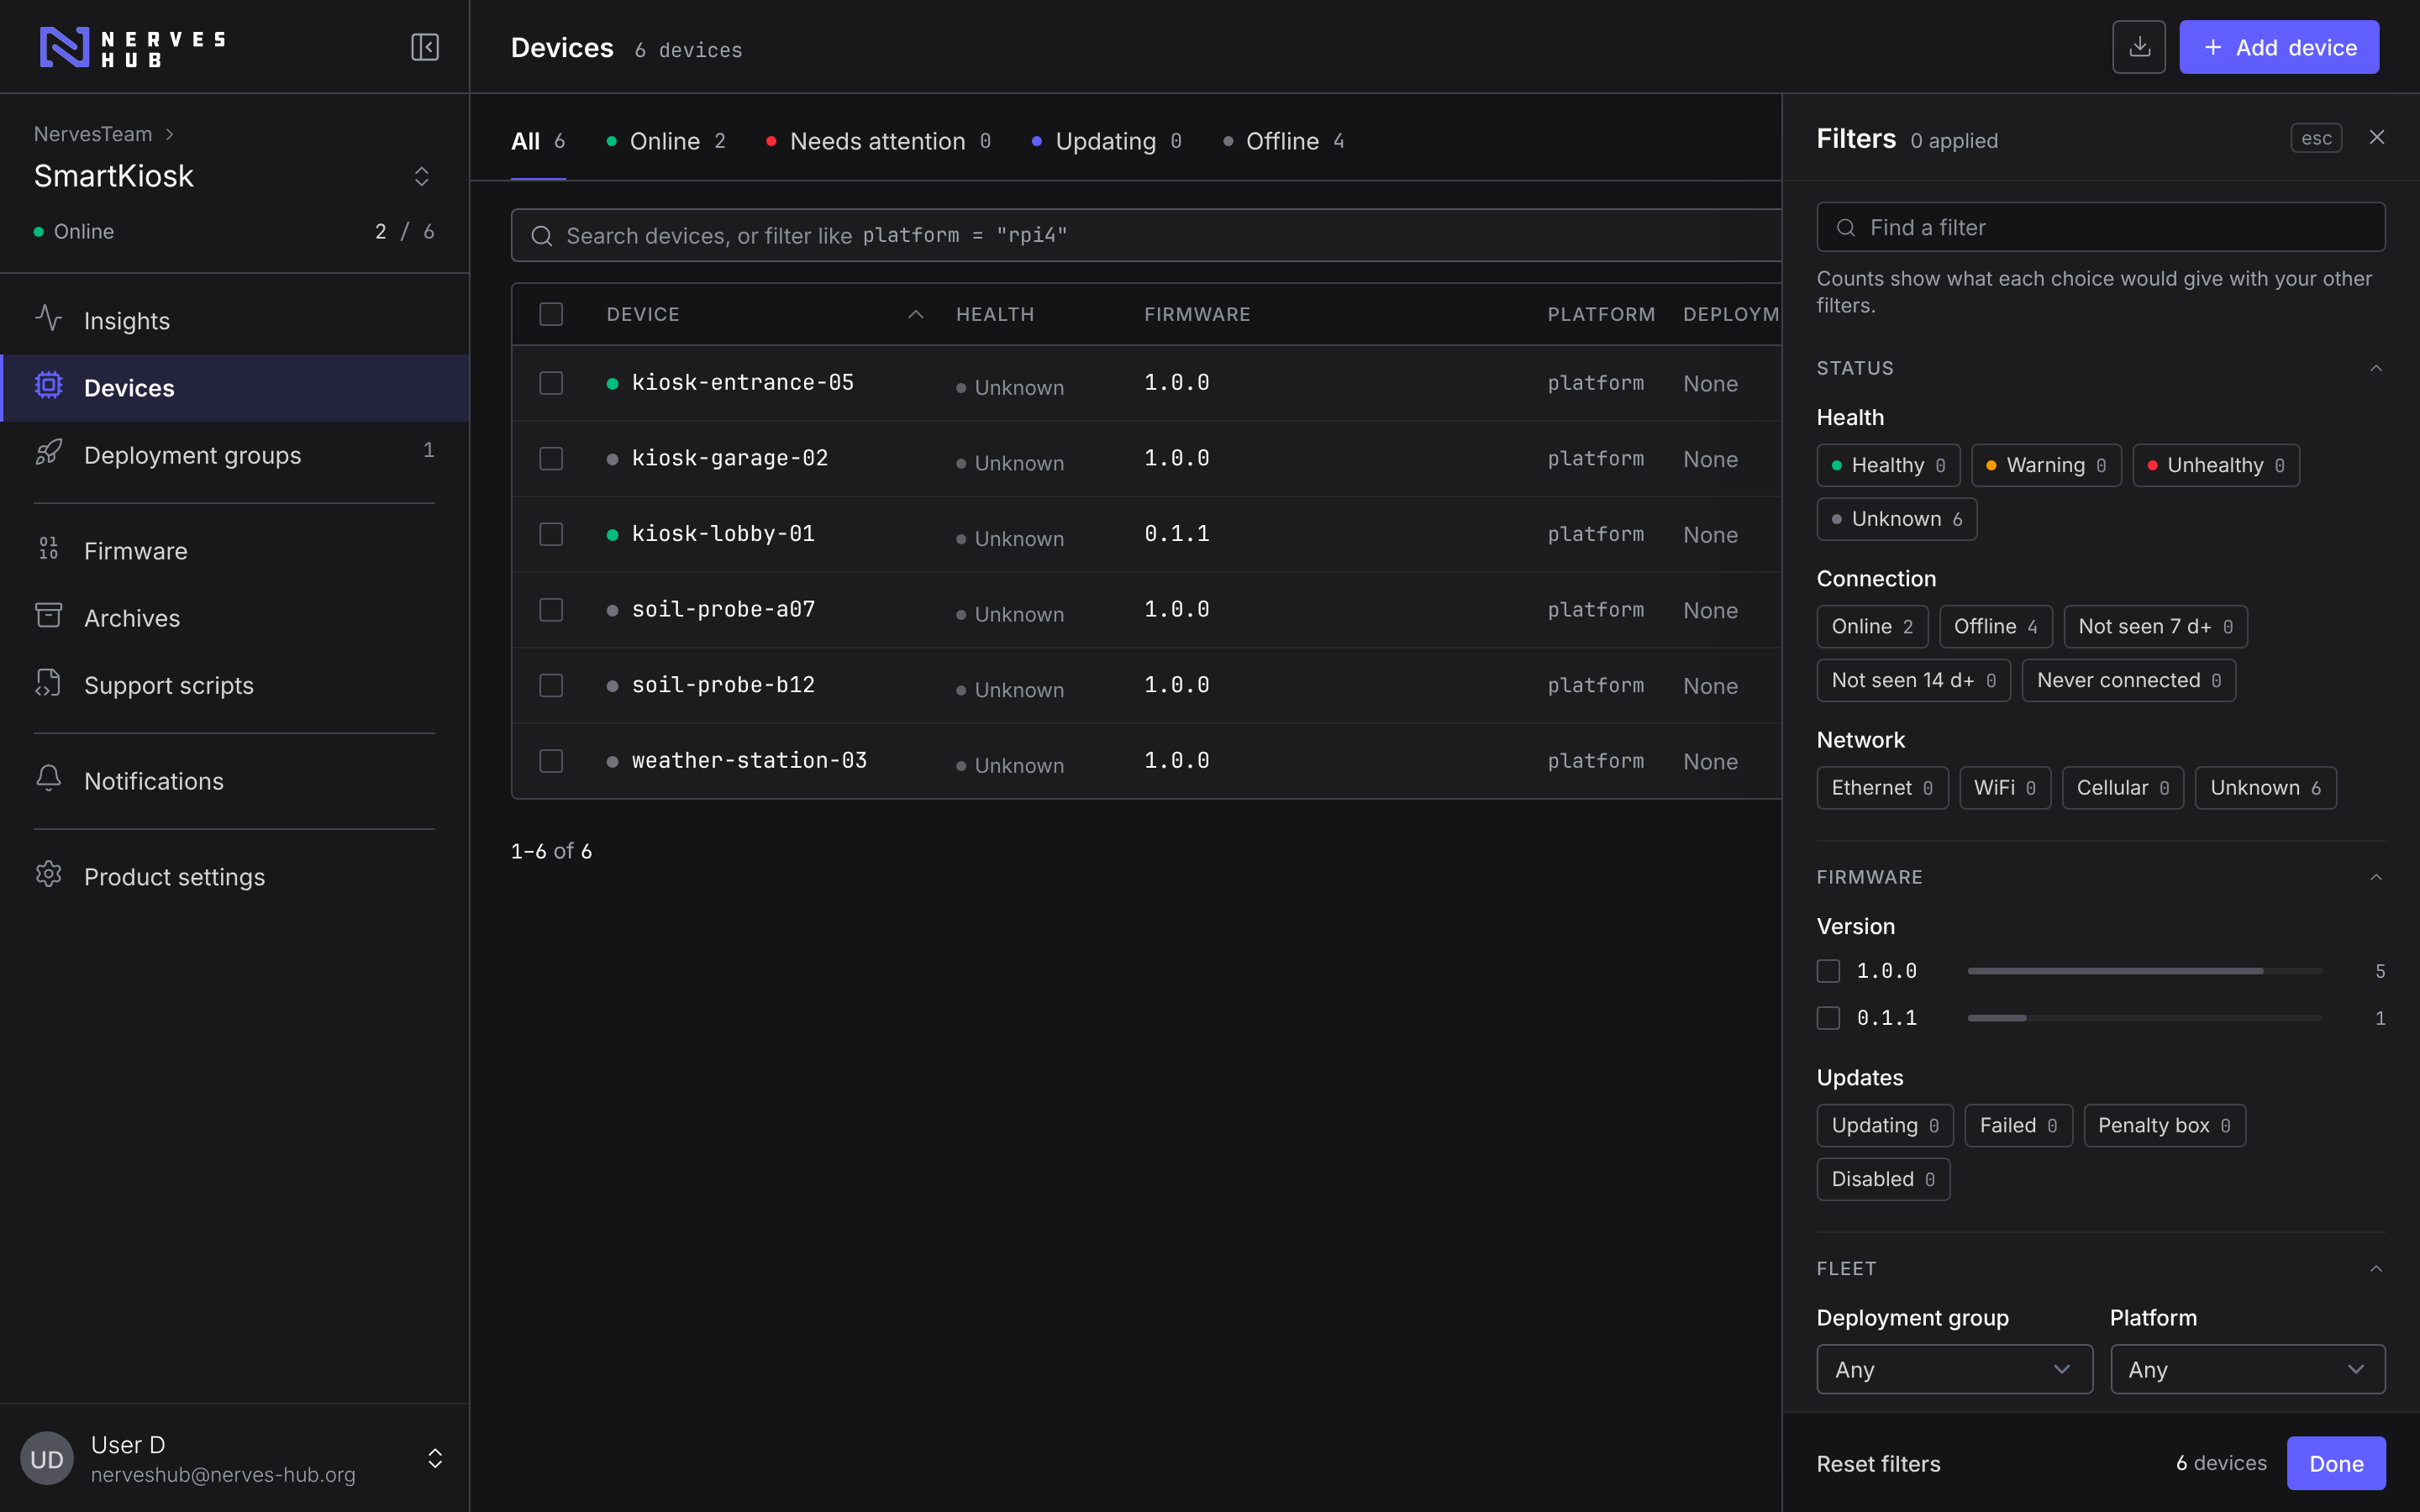 NERVES
HUB
NervesTeam
SmartKiosk
Online 2 / 6
Insights
Devices
Deployment groups 1
Firmware
Archives
Support scripts
Notifications
Product settings
UD
User D
nerveshub@nerves-hub.org
Devices 6 devices
+ Add device
All 6 Online 2 Needs attention 0 Updating 0 Offline 4
Search devices, or filter like platform = "rpi4"
DEVICE HEALTH FIRMWARE PLATFORM DEPLOYM
kiosk-entrance-05 Unknown 1.0.0 platform None
kiosk-garage-02 Unknown 1.0.0 platform None
kiosk-lobby-01 Unknown 0.1.1 platform None
soil-probe-a07 Unknown 1.0.0 platform None
soil-probe-b12 Unknown 1.0.0 platform None
weather-station-03 Unknown 1.0.0 platform None
1–6 of 6
Filters 0 applied esc
Find a filter
Counts show what each choice would give with your other
filters.
STATUS
Health
Healthy 0 Warning 0 Unhealthy 0
Unknown 6
Connection
Online 2 Offline 4 Not seen 7 d+ 0
Not seen 14 d+ 0 Never connected 0
Network
Ethernet 0 WiFi 0 Cellular 0 Unknown 6
FIRMWARE
Version
1.0.0 5
0.1.1 1
Updates
Updating 0 Failed 0 Penalty box 0
Disabled 0
FLEET
Deployment group Platform
Any Any
Reset filters 6 devices Done